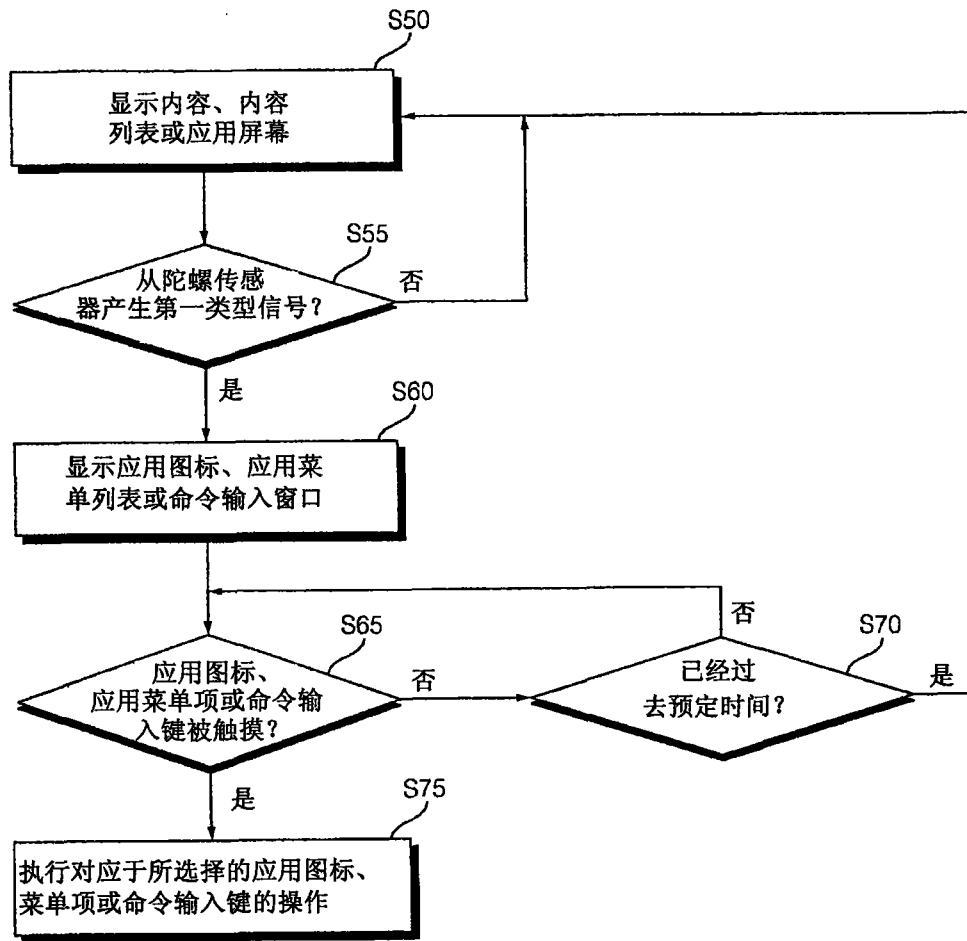 S50
显示内容、内容
列表或应用屏幕
S55
从陀螺传感
器产生第一类型信号？
否
是
S60
显示应用图标、应用菜
单列表或命令输入窗口
S65
应用图标、
应用菜单项或命令输
入键被触摸？
否
否
S70
已经过
去预定时间？
是
是
S75
执行对应于所选择的应用图标、
菜单项或命令输入键的操作